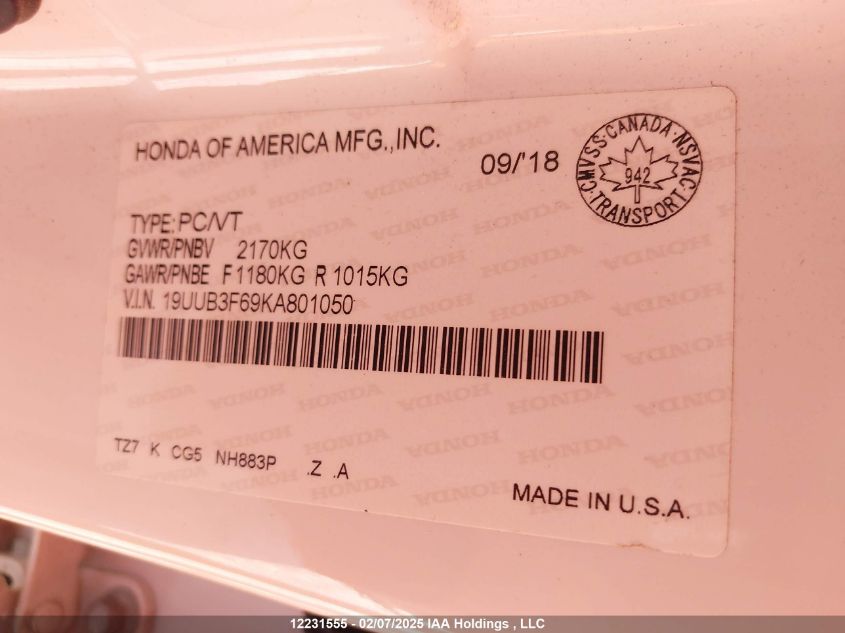 HONDA OF AMERICA MFG.,INC.
09/'18
CMVSS·CANADA·NSVAC·TRANSPORT·
942
TYPE: PC/VT
GVWR/PNBV 2170KG
GAWR/PNBE F 1180KG R 1015KG
V.I.N. 19UUB3F69KA801050
TZ7 K CG5 NH883P .Z .A
MADE IN U.S.A.
12231555 - 02/07/2025 IAA Holdings , LLC